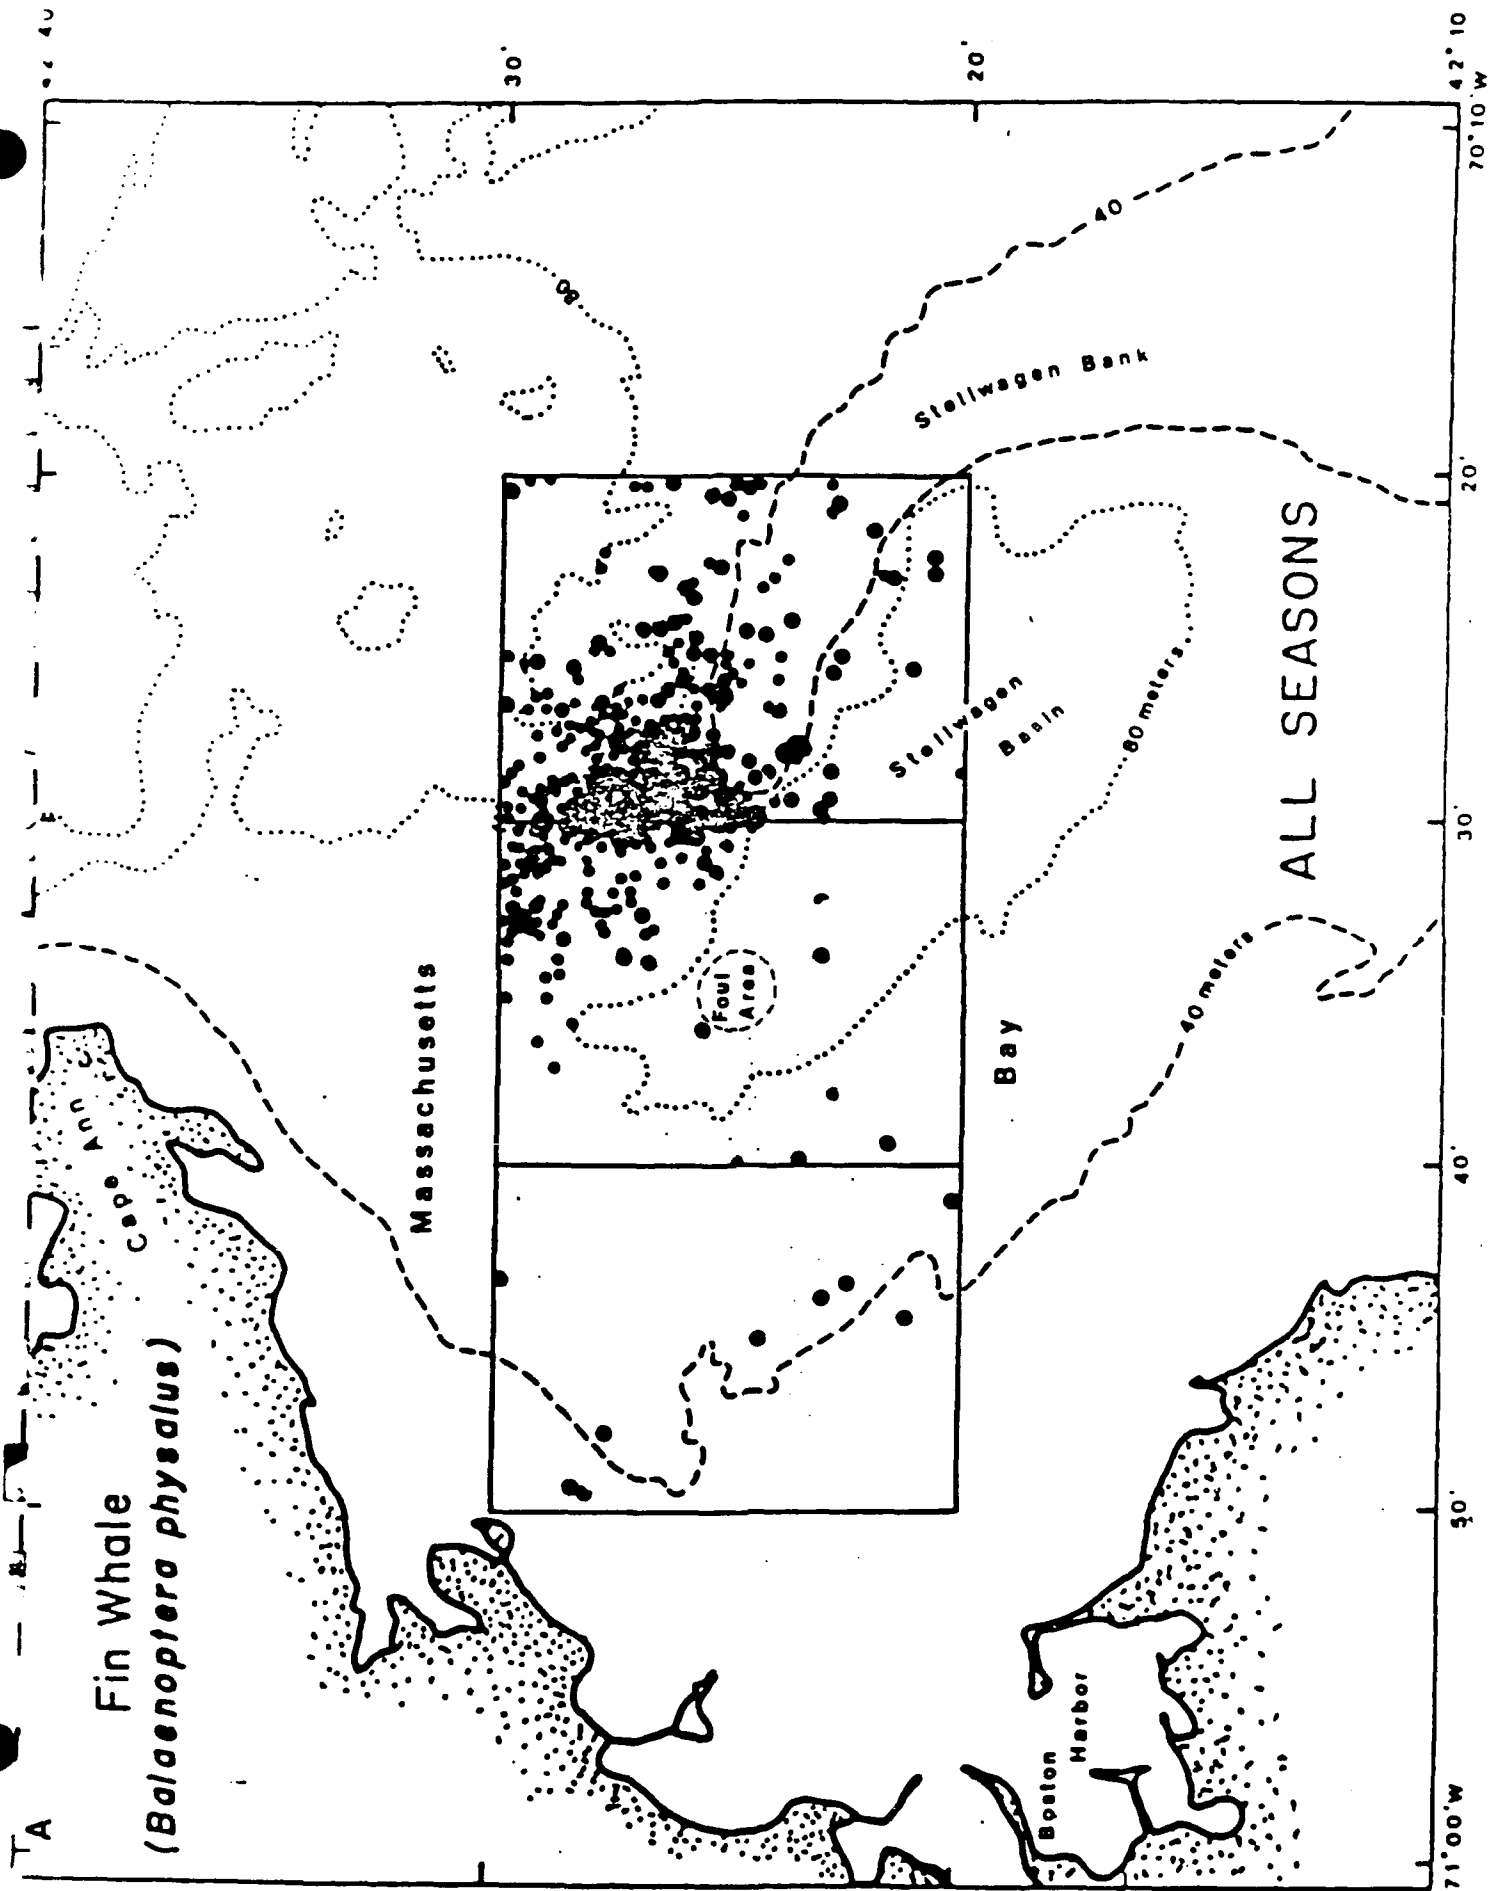 Fin Whale
(Balaenoptera physalus)
A
Cape Ann
Massachusetts
Bay
Foul
Area
80
40
Stellwagen Bank
Stellwagen
Basin
80 meters
40 meters
ALL SEASONS
Boston
Harbor
30'
20'
42° 10
71°00'W
50'
40'
30'
20'
70°10'W